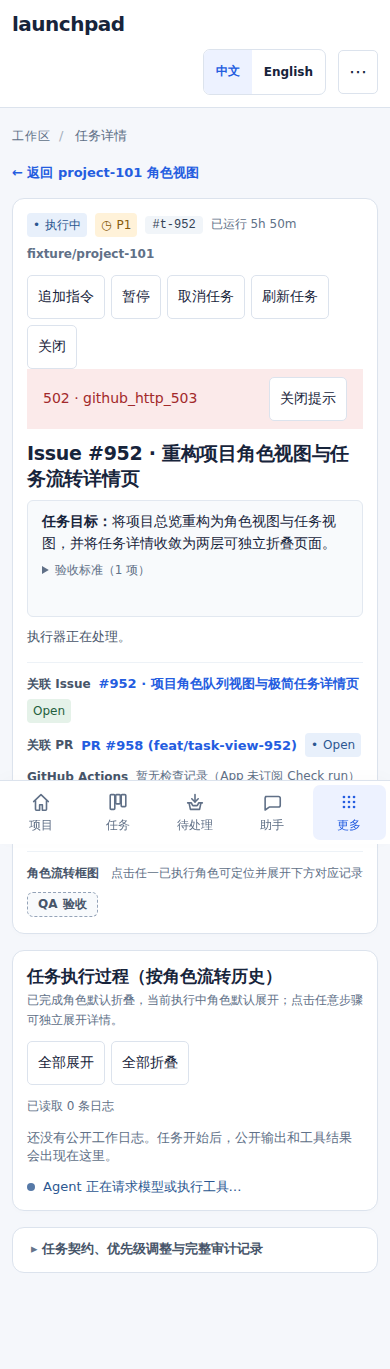 launchpad
中文 English ⋯
工作区 / 任务详情
← 返回 project-101 角色视图
• 执行中 ◷ P1 #t-952 已运行 5h 50m
fixture/project-101
追加指令 暂停 取消任务 刷新任务
关闭
502 · github_http_503 关闭提示
Issue #952 · 重构项目角色视图与任
务流转详情页
任务目标：将项目总览重构为角色视图与任务视
图，并将任务详情收敛为两层可独立折叠页面。
▶ 验收标准（1 项）
执行器正在处理。
关联 Issue #952 · 项目角色队列视图与极简任务详情页
Open
关联 PR PR #958 (feat/task-view-952) • Open
GitHub Actions 暂无检查记录（App 未订阅 Check run）
项目 任务 待处理 助手 更多
角色流转框图 点击任一已执行角色可定位并展开下方对应记录
QA 验收
任务执行过程（按角色流转历史）
已完成角色默认折叠，当前执行中角色默认展开；点击任意步骤
可独立展开详情。
全部展开 全部折叠
已读取 0 条日志
还没有公开工作日志。任务开始后，公开输出和工具结果
会出现在这里。
Agent 正在请求模型或执行工具…
▸ 任务契约、优先级调整与完整审计记录